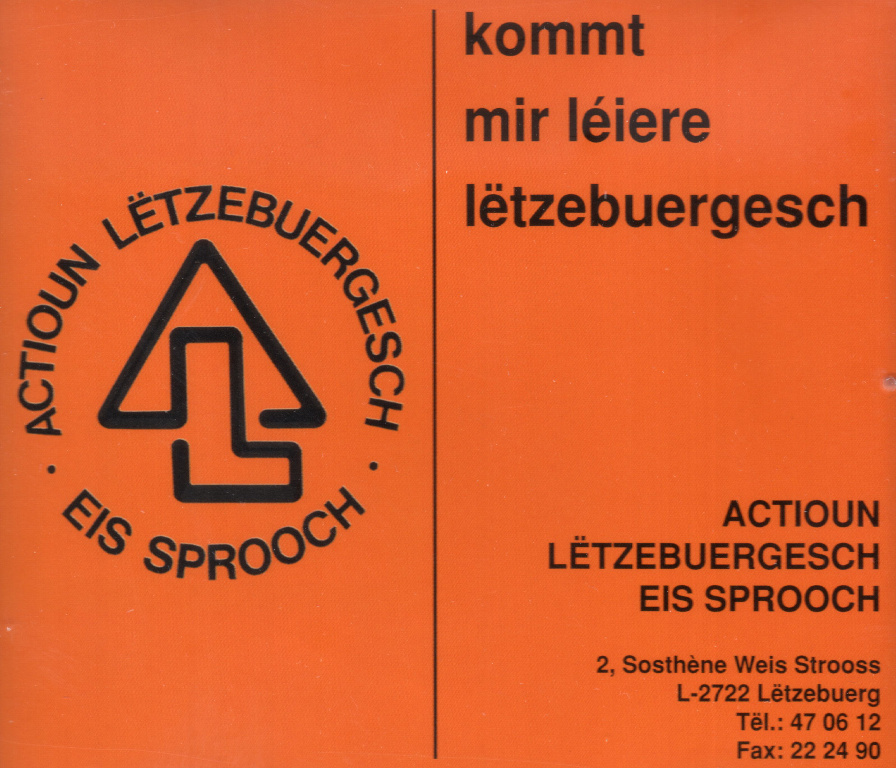 ACTIOUN LËTZEBUERGESCH
· EIS SPROOCH ·
kommt
mir léiere
lëtzebuergesch
ACTIOUN
LËTZEBUERGESCH
EIS SPROOCH
2, Sosthène Weis Strooss
L-2722 Lëtzebuerg
Tël.: 47 06 12
Fax: 22 24 90